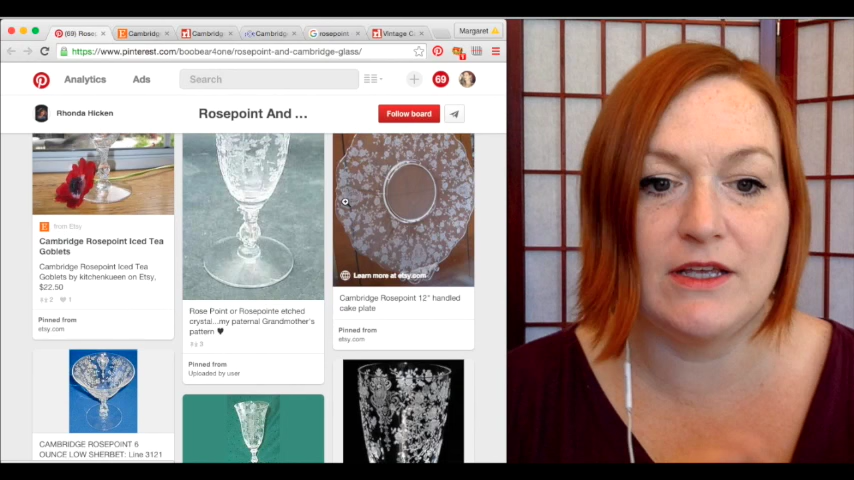 (69) Rose
Cambridg
Cambridg
Cambridg
rosepoint
Vintage C
Margaret
https://www.pinterest.com/boobear4one/rosepoint-and-cambridge-glass/
Analytics
Ads
Search
69
Rhonda Hicken
Rosepoint And ...
Follow board
from Etsy
Cambridge Rosepoint Iced Tea
Goblets
Cambridge Rosepoint Iced Tea
Goblets by kitchenkueen on Etsy,
$22.50
2 1
Pinned from
etsy.com
CAMBRIDGE ROSEPOINT 6
OUNCE LOW SHERBET: Line 3121
Rose Point or Rosepointe etched
crystal...my paternal Grandmother's
pattern ♥
3
Pinned from
Uploaded by user
Learn more at etsy.com
Cambridge Rosepoint 12" handled
cake plate
Pinned from
etsy.com